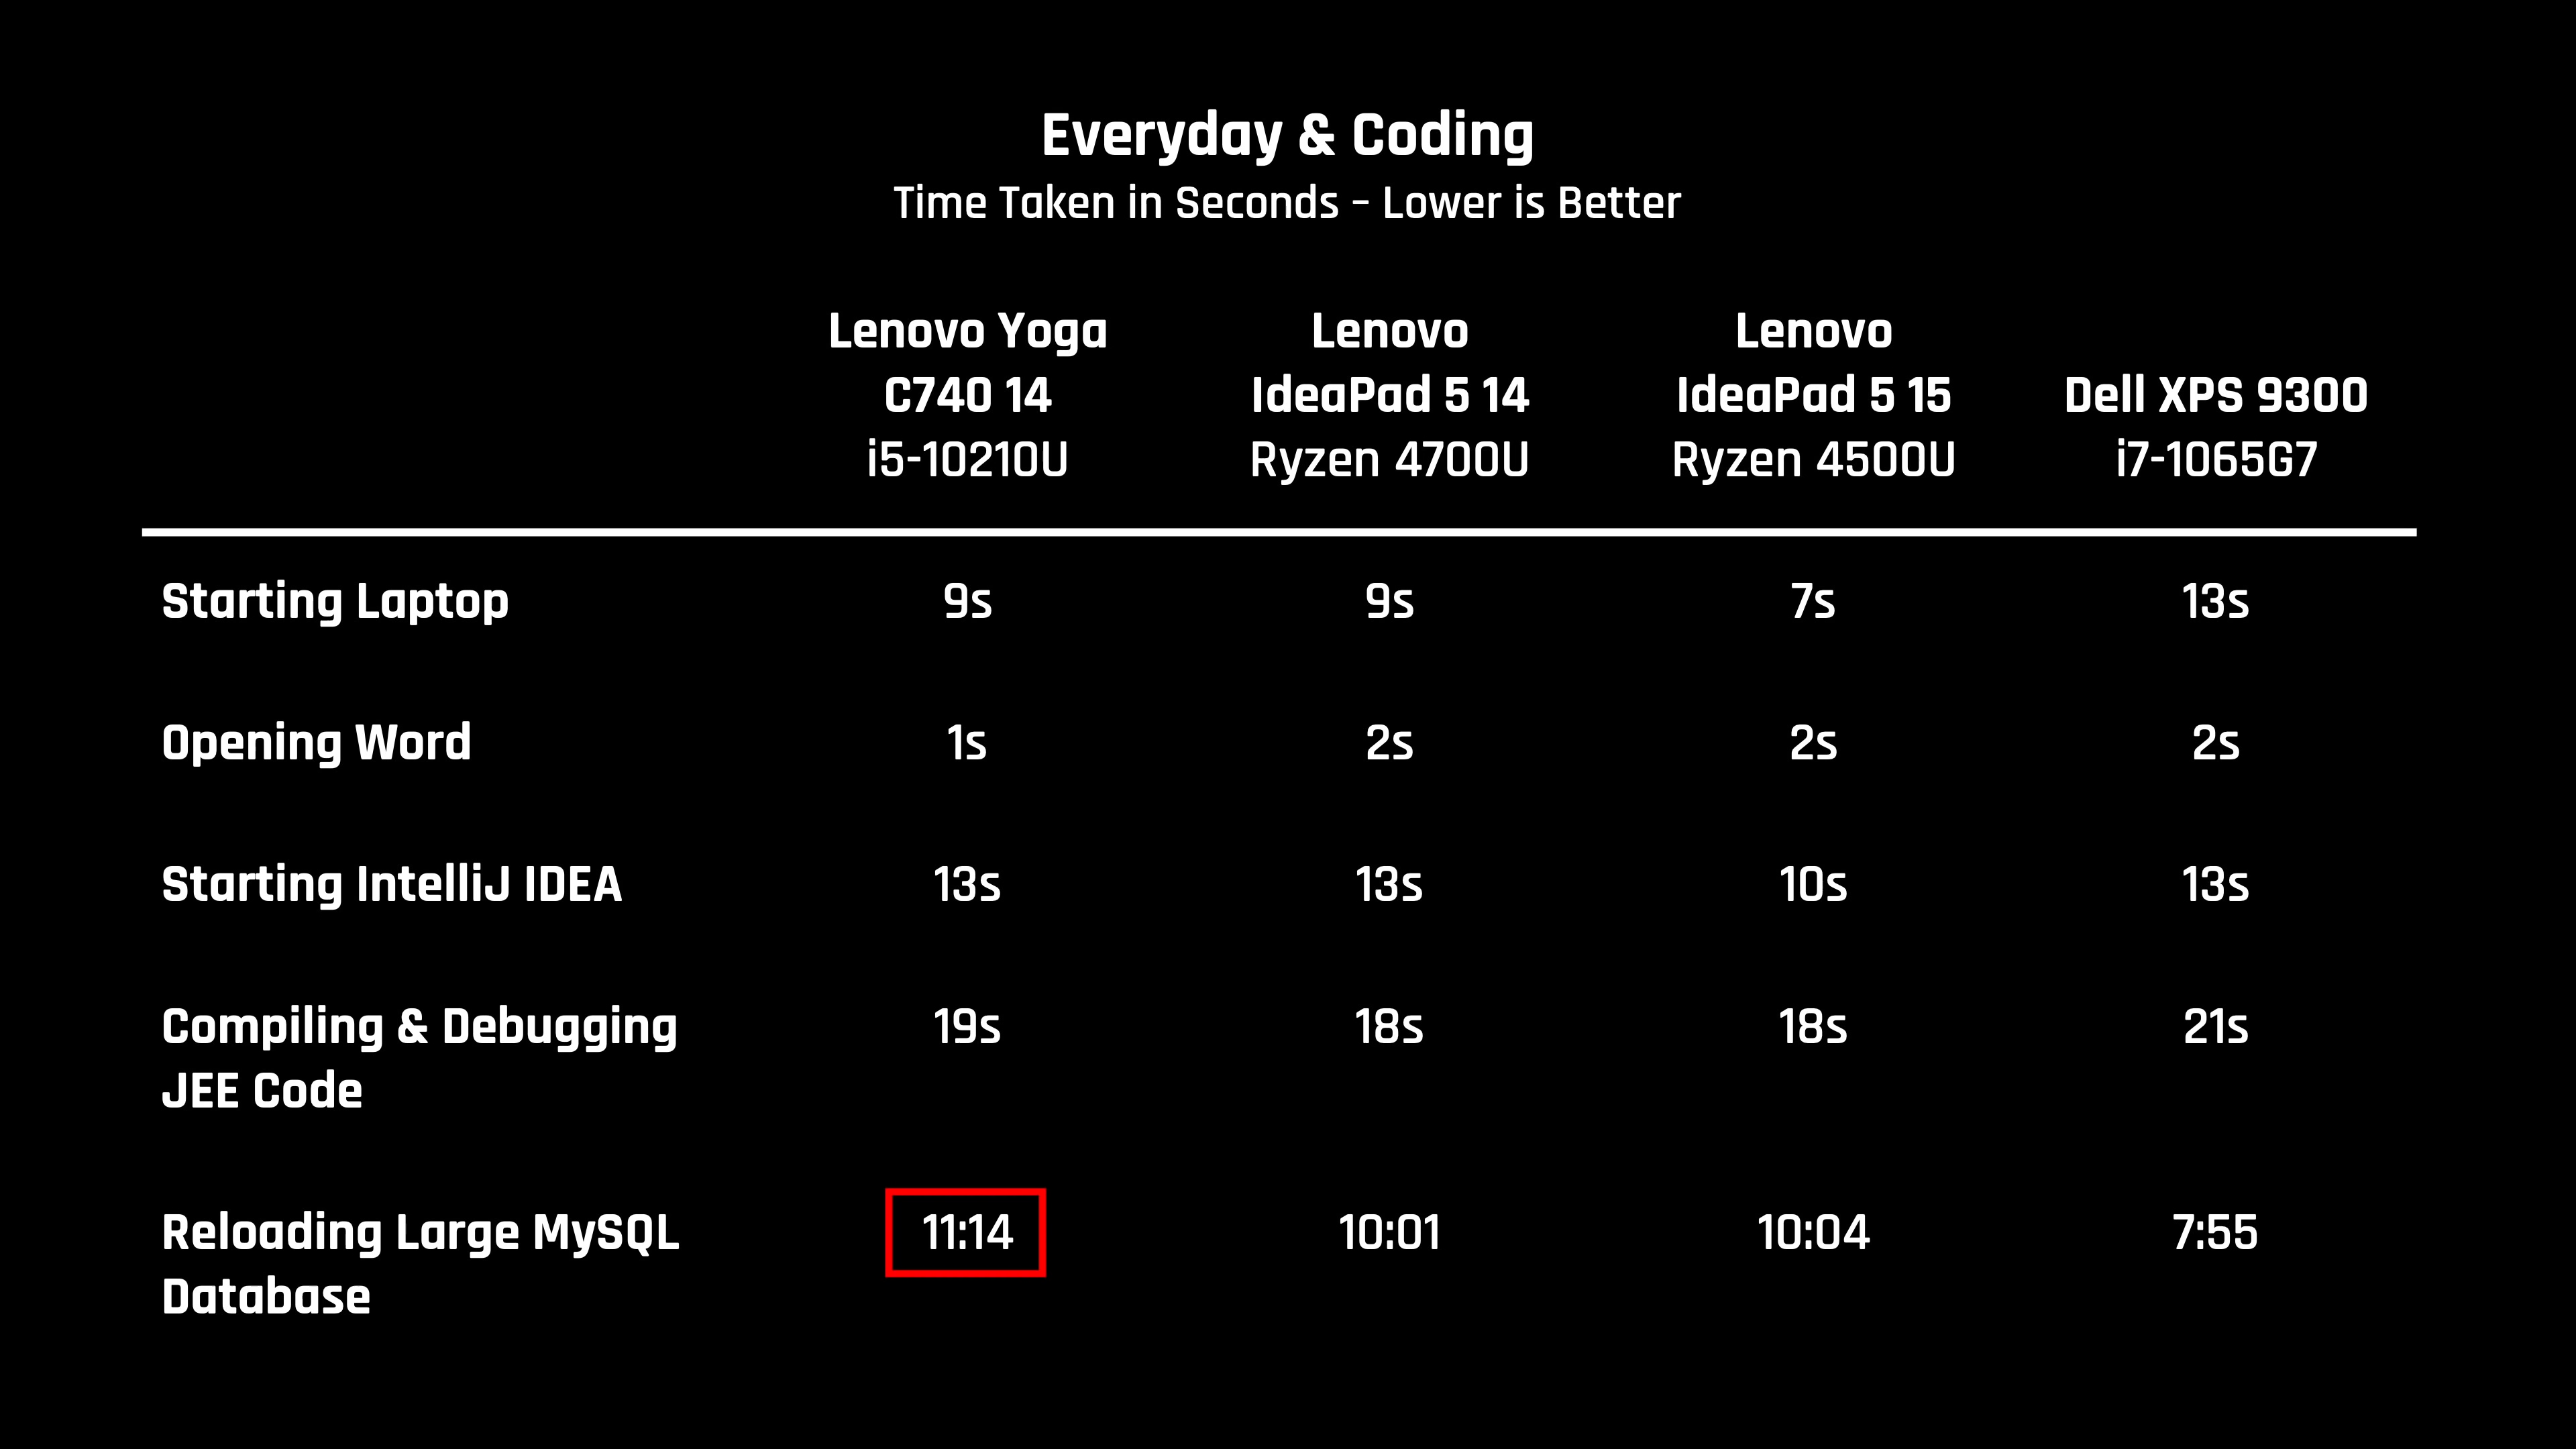 Everyday & Coding
Time Taken in Seconds – Lower is Better
Lenovo Yoga
C740 14
i5-10210U
Lenovo
IdeaPad 5 14
Ryzen 4700U
Lenovo
IdeaPad 5 15
Ryzen 4500U
Dell XPS 9300
i7-1065G7
Starting Laptop 9s 9s 7s 13s
Opening Word 1s 2s 2s 2s
Starting IntelliJ IDEA 13s 13s 10s 13s
Compiling & Debugging 19s 18s 18s 21s
JEE Code
Reloading Large MySQL 11:14 10:01 10:04 7:55
Database